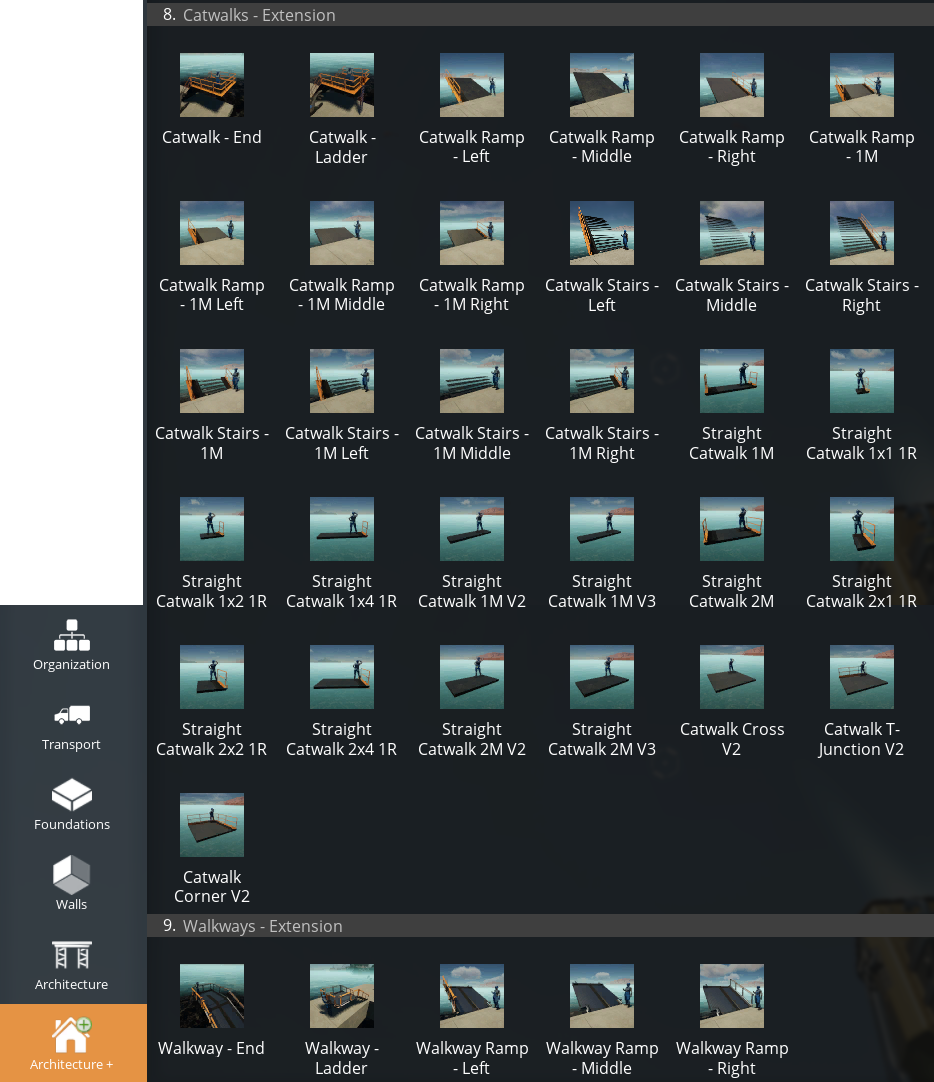 8. Catwalks - Extension
Catwalk - End
Catwalk -
Ladder
Catwalk Ramp
- Left
Catwalk Ramp
- Middle
Catwalk Ramp
- Right
Catwalk Ramp
- 1M
Catwalk Ramp
- 1M Left
Catwalk Ramp
- 1M Middle
Catwalk Ramp
- 1M Right
Catwalk Stairs -
Left
Catwalk Stairs -
Middle
Catwalk Stairs -
Right
Catwalk Stairs -
1M
Catwalk Stairs -
1M Left
Catwalk Stairs -
1M Middle
Catwalk Stairs -
1M Right
Straight
Catwalk 1M
Straight
Catwalk 1x1 1R
Straight
Catwalk 1x2 1R
Straight
Catwalk 1x4 1R
Straight
Catwalk 1M V2
Straight
Catwalk 1M V3
Straight
Catwalk 2M
Straight
Catwalk 2x1 1R
Straight
Catwalk 2x2 1R
Straight
Catwalk 2x4 1R
Straight
Catwalk 2M V2
Straight
Catwalk 2M V3
Catwalk Cross
V2
Catwalk T-
Junction V2
Catwalk
Corner V2
9. Walkways - Extension
Walkway - End
Walkway -
Ladder
Walkway Ramp
- Left
Walkway Ramp
- Middle
Walkway Ramp
- Right
Organization
Transport
Foundations
Walls
Architecture
Architecture +